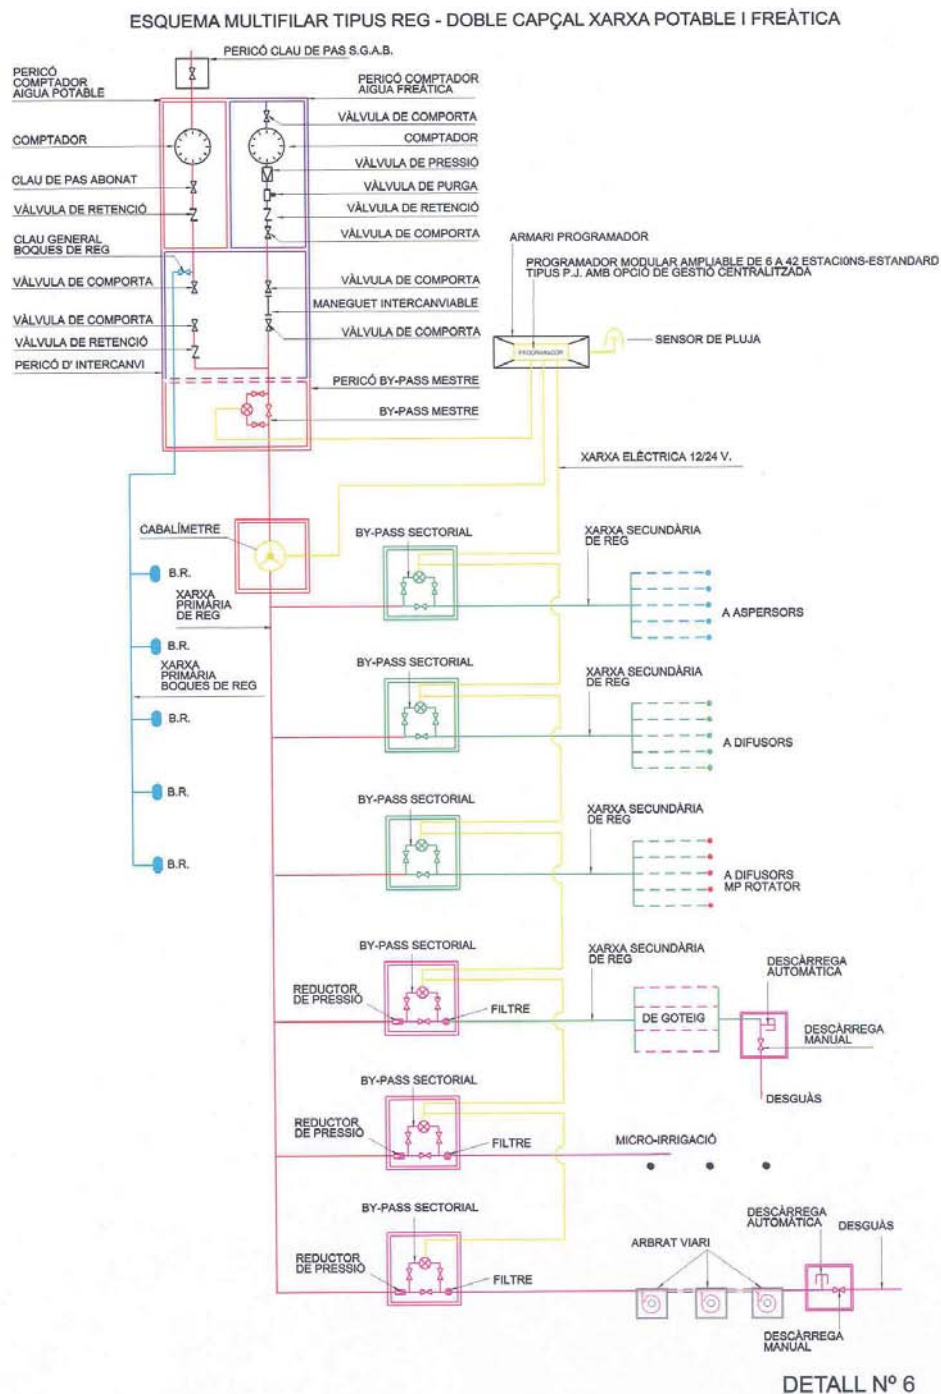 ESQUEMA MULTIFILAR TIPUS REG - DOBLE CAPÇAL XARXA POTABLE I FREÀTICA
PERICÓ CLAU DE PAS S.G.A.B.
PERICÓ
COMPTADOR
AIGUA POTABLE
PERICÓ COMPTADOR
AIGUA FREÀTICA
VÀLVULA DE COMPORTA
COMPTADOR
COMPTADOR
VÀLVULA DE PRESSIÓ
CLAU DE PAS ABONAT
VÀLVULA DE PURGA
VÀLVULA DE RETENCIÓ
VÀLVULA DE RETENCIÓ
VÀLVULA DE COMPORTA
CLAU GENERAL
BOQUES DE REG
ARMARI PROGRAMADOR
PROGRAMADOR MODULAR AMPLIABLE DE 6 A 42 ESTACIONS-ESTANDARD
TIPUS P.J. AMB OPCIÓ DE GESTIÓ CENTRALITZADA
VÀLVULA DE COMPORTA
VÀLVULA DE COMPORTA
MANEGUET INTERCANVIABLE
VÀLVULA DE COMPORTA
VÀLVULA DE COMPORTA
VÀLVULA DE RETENCIÓ
PROGRAMADOR
SENSOR DE PLUJA
PERICÓ D' INTERCANVI
PERICÓ BY-PASS MESTRE
BY-PASS MESTRE
XARXA ELÈCTRICA 12/24 V.
CABALÍMETRE
BY-PASS SECTORIAL
XARXA SECUNDÀRIA
DE REG
B.R.
XARXA
PRIMÀRIA
DE REG
A ASPERSORS
B.R.
XARXA
PRIMÀRIA
BOQUES DE REG
BY-PASS SECTORIAL
XARXA SECUNDÀRIA
DE REG
B.R.
A DIFUSORS
B.R.
BY-PASS SECTORIAL
XARXA SECUNDÀRIA
DE REG
B.R.
A DIFUSORS
MP ROTATOR
BY-PASS SECTORIAL
XARXA SECUNDÀRIA
DE REG
REDUCTOR
DE PRESSIÓ
FILTRE
DE GOTEIG
DESCÀRREGA
AUTOMÀTICA
DESCÀRREGA
MANUAL
DESGUÀS
BY-PASS SECTORIAL
REDUCTOR
DE PRESSIÓ
FILTRE
MICRO-IRRIGACIÓ
BY-PASS SECTORIAL
REDUCTOR
DE PRESSIÓ
FILTRE
ARBRAT VIARI
DESCÀRREGA
AUTOMÀTICA
DESGUÀS
DESCÀRREGA
MANUAL
DETALL Nº 6